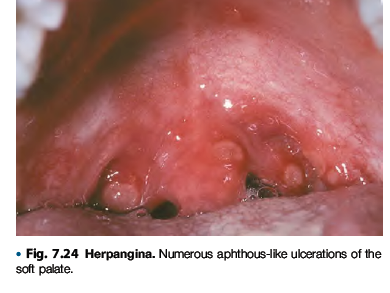 • Fig. 7.24 Herpangina. Numerous aphthous-like ulcerations of the
soft palate.